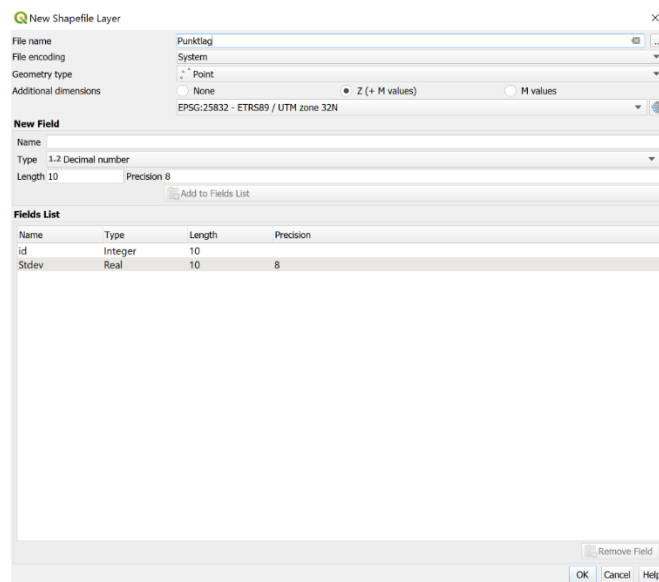 New Shapefile Layer
File name Punktlag
File encoding System
Geometry type Point
Additional dimensions None Z (+ M values) M values
EPSG:25832 - ETRS89 / UTM zone 32N
New Field
Name
Type 1.2 Decimal number
Length 10 Precision 8
Add to Fields List
Fields List
Name Type Length Precision
id Integer 10
Stdev Real 10 8
Remove Field
OK Cancel Help